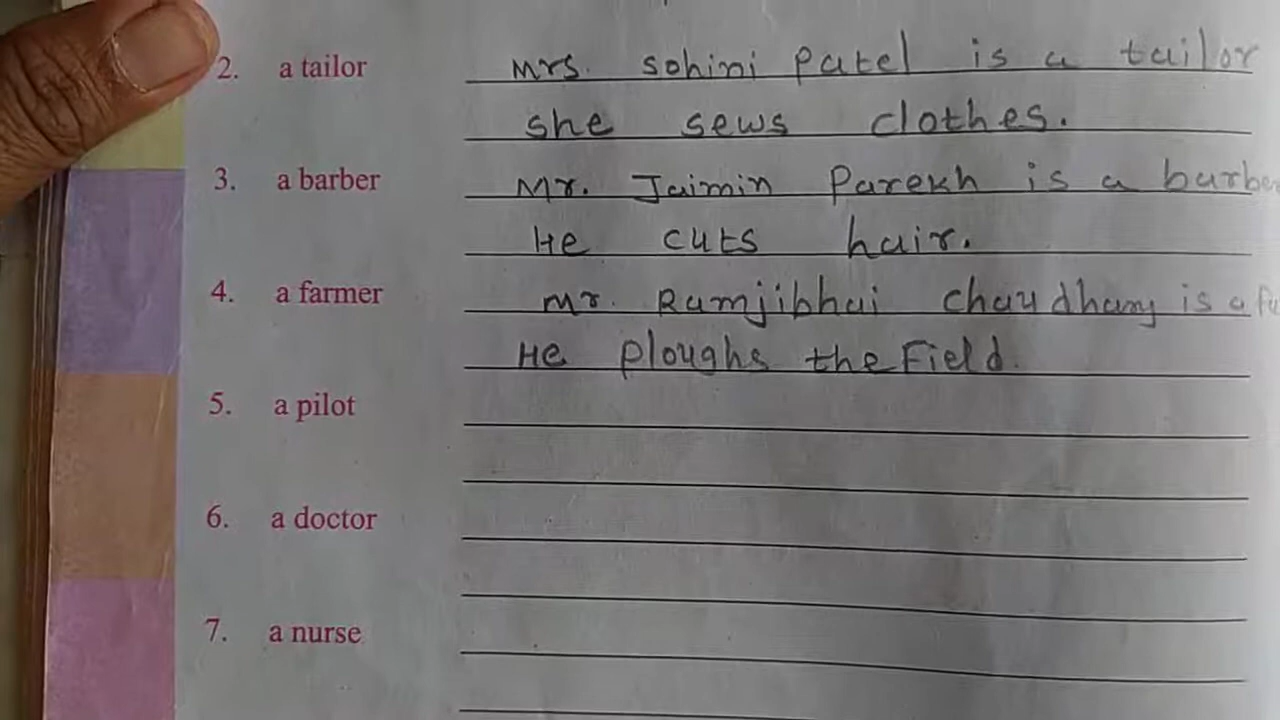 2. a tailor Mrs. Sohini Patel is a tailor
she sews clothes.
3. a barber Mr. Jaimin Parekh is a barber
He cuts hair.
4. a farmer Mr. Ramjibhai Chaudhary is a
He ploughs the Field.
5. a pilot
6. a doctor
7. a nurse